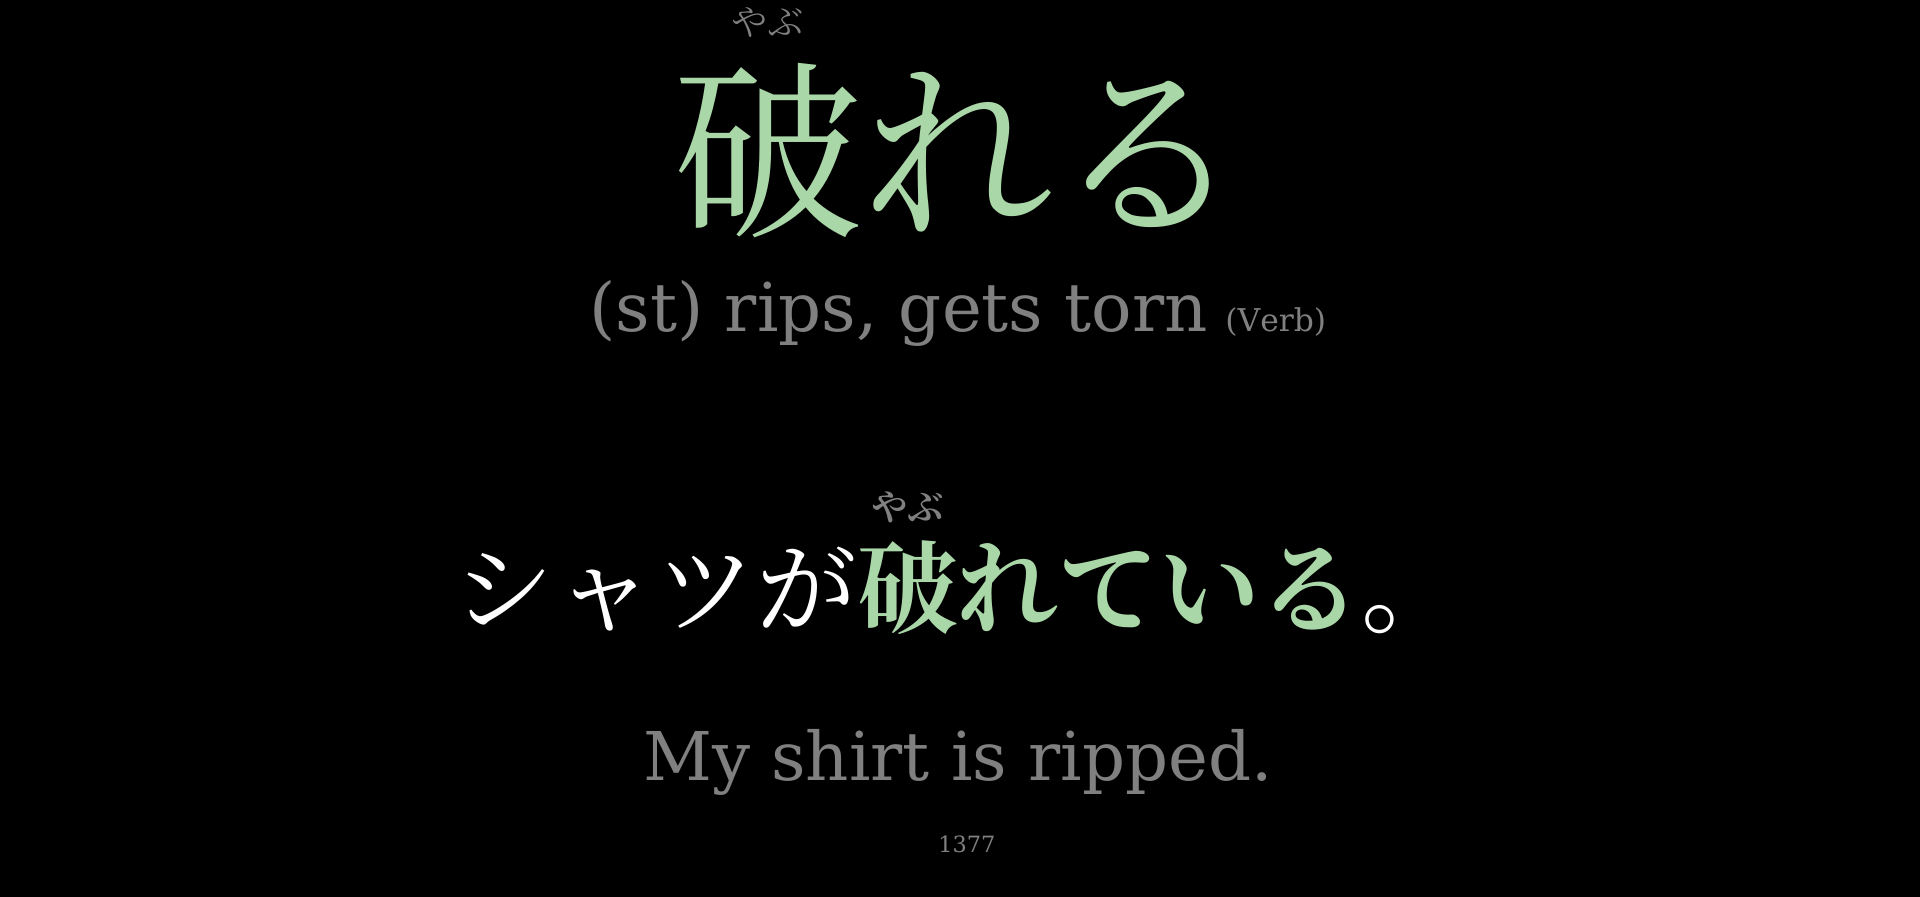 やぶ
破れる
(st) rips, gets torn (Verb)
やぶ
シャツが破れている。
My shirt is ripped.
1377